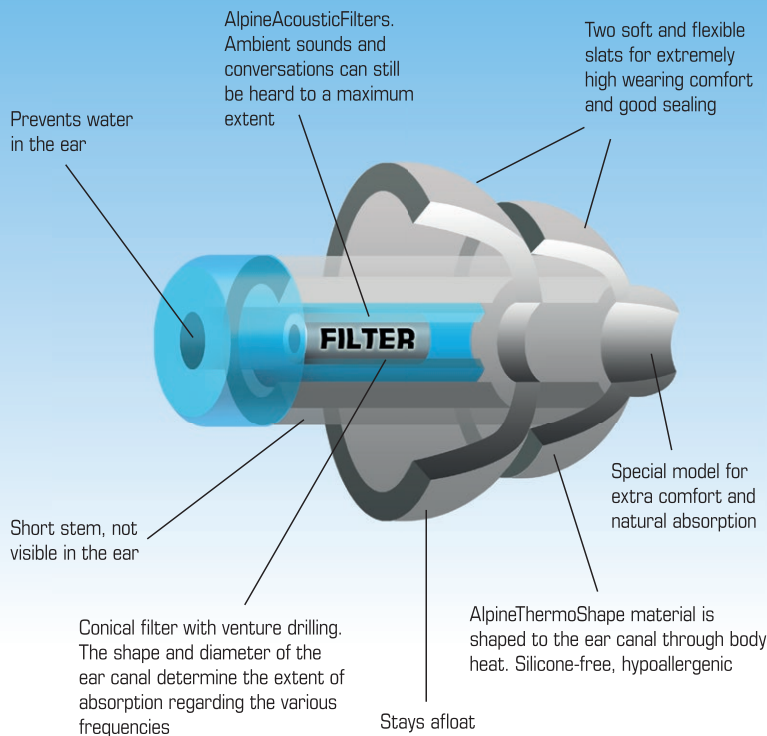 AlpineAcousticFilters.
Ambient sounds and
conversations can still
be heard to a maximum
extent
Two soft and flexible
slats for extremely
high wearing comfort
and good sealing
Prevents water
in the ear
FILTER
Special model for
extra comfort and
natural absorption
Short stem, not
visible in the ear
AlpineThermoShape material is
shaped to the ear canal through body
heat. Silicone-free, hypoallergenic
Conical filter with venture drilling.
The shape and diameter of the
ear canal determine the extent of
absorption regarding the various
frequencies
Stays afloat